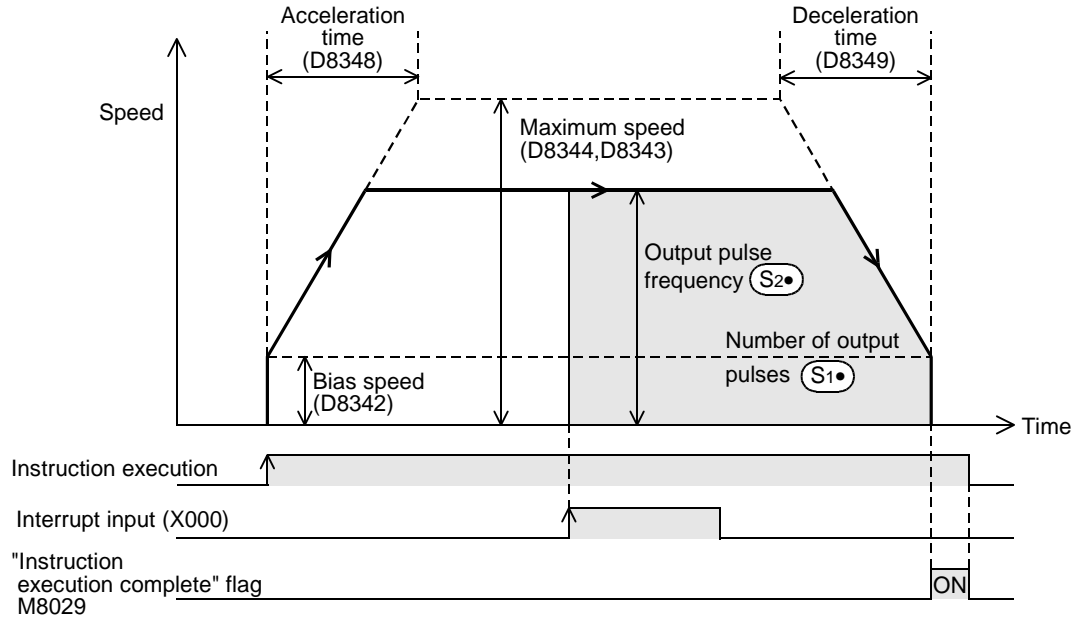 Acceleration
time
(D8348)
Deceleration
time
(D8349)
Speed
Maximum speed
(D8344,D8343)
Output pulse
frequency S2•
Number of output
pulses S1•
Bias speed
(D8342)
Time
Instruction execution
Interrupt input (X000)
"Instruction
execution complete" flag
M8029
ON